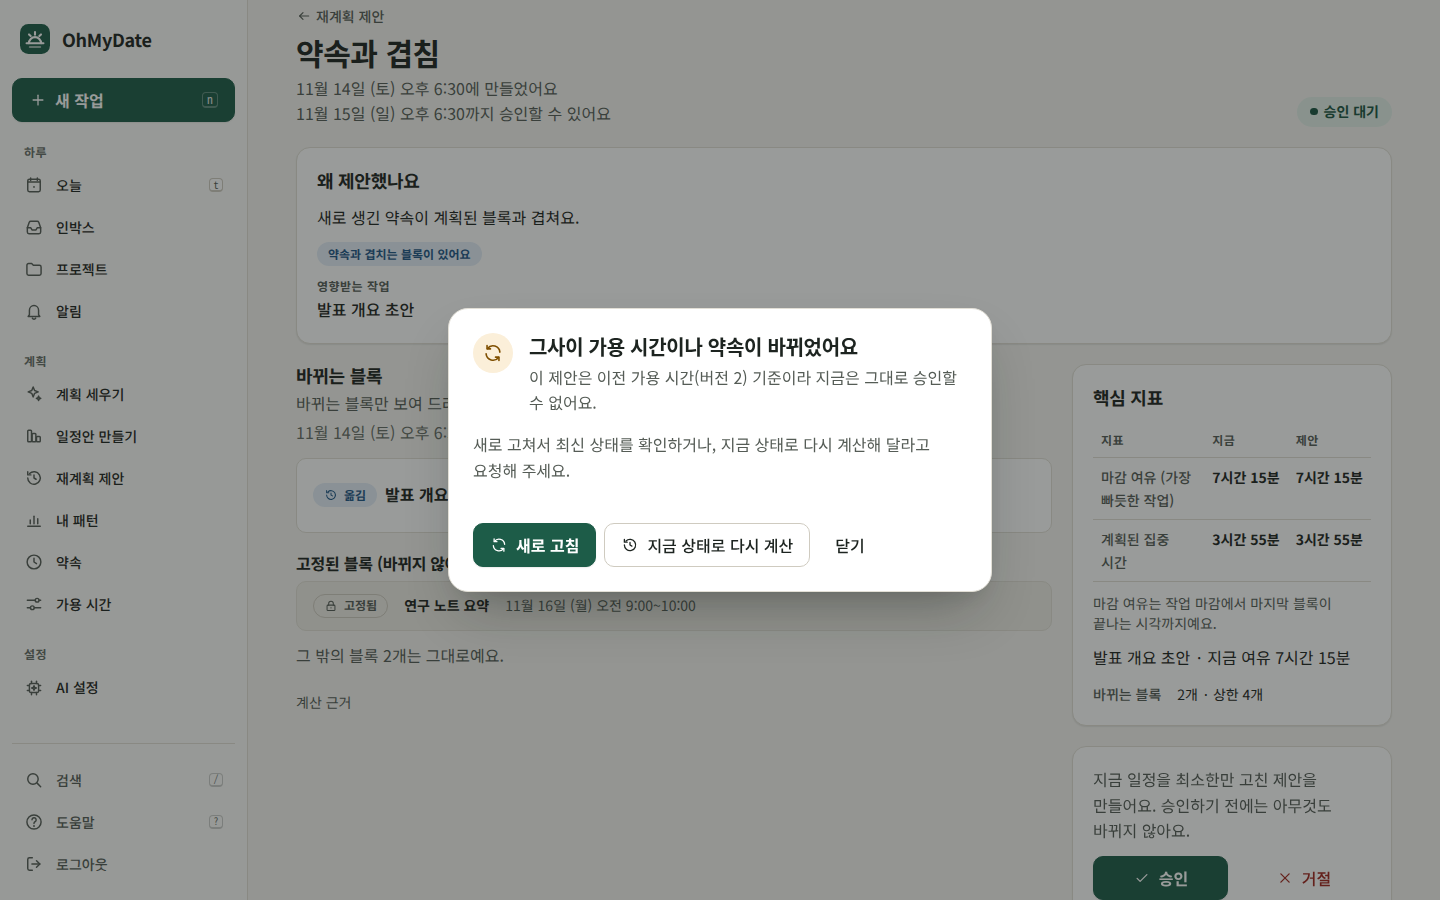 OhMyDate
새 작업
n
하루
오늘
t
인박스
프로젝트
알림
계획
계획 세우기
일정안 만들기
재계획 제안
내 패턴
약속
가용 시간
설정
AI 설정
검색
/
도움말
?
로그아웃
재계획 제안
약속과 겹침
11월 14일 (토) 오후 6:30에 만들었어요
11월 15일 (일) 오후 6:30까지 승인할 수 있어요
승인 대기
왜 제안했나요
새로 생긴 약속이 계획된 블록과 겹쳐요.
약속과 겹치는 블록이 있어요
영향받는 작업
발표 개요 초안
그사이 가용 시간이나 약속이 바뀌었어요
이 제안은 이전 가용 시간(버전 2) 기준이라 지금은 그대로 승인할
수 없어요.
새로 고쳐서 최신 상태를 확인하거나, 지금 상태로 다시 계산해 달라고
요청해 주세요.
새로 고침
지금 상태로 다시 계산
닫기
바뀌는 블록
바뀌는 블록만 보여
11월 14일 (토) 오후 6:
옮김
발표 개요
고정된 블록 (바뀌지
고정됨
연구 노트 요약
11월 16일 (월) 오전 9:00~10:00
그 밖의 블록 2개는 그대로예요.
계산 근거
핵심 지표
지표 지금 제안
마감 여유 (가장 7시간 15분 7시간 15분
빠듯한 작업)
계획된 집중 3시간 55분 3시간 55분
시간
마감 여유는 작업 마감에서 마지막 블록이
끝나는 시각까지예요.
발표 개요 초안 · 지금 여유 7시간 15분
바뀌는 블록 2개 · 상한 4개
지금 일정을 최소한만 고친 제안을
만들어요. 승인하기 전에는 아무것도
바뀌지 않아요.
승인
거절